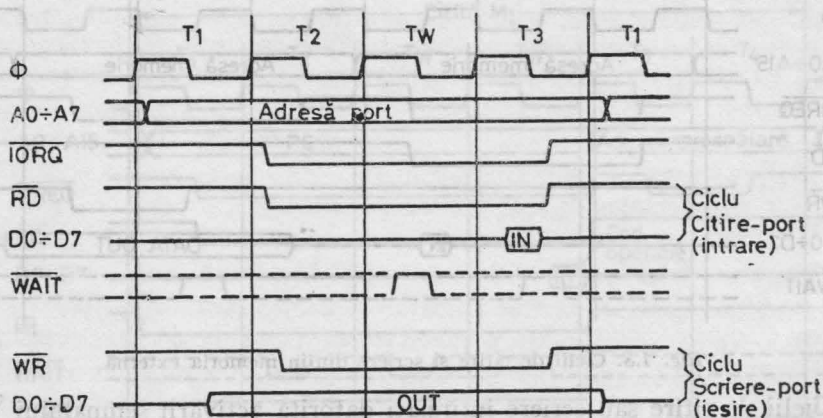 T1 T2 TW T3 T1
Φ
A0÷A7 Adresă port
IORQ
RD
D0÷D7 IN
Ciclu
Citire-port
(intrare)
WAIT
WR
D0÷D7 OUT
Ciclu
Scriere-port
(ieșire)